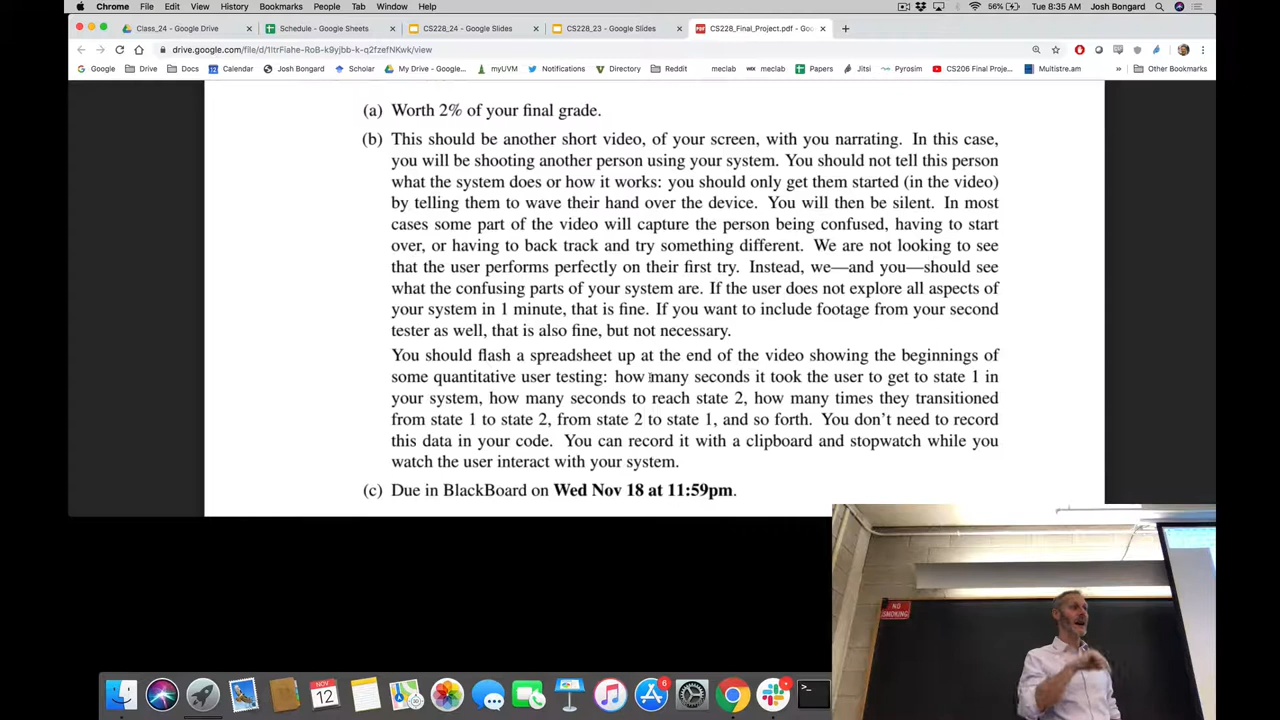 Chrome File Edit View History Bookmarks People Tab Window Help 56% Tue 8:35 AM Josh Bongard
Class_24 - Google Drive Schedule - Google Sheets CS228_24 - Google Slides CS228_23 - Google Slides CS228_Final_Project.pdf - Goo
drive.google.com/file/d/1ltrFiahe-RoB-k9yjbb-k-q2fzefNKwk/view
Google Drive Docs Calendar Josh Bongard Scholar My Drive - Google... myUVM Notifications Directory Reddit meclab meclab Papers Jitsi Pyrosim CS206 Final Proje... Multistre.am » Other Bookmarks
(a) Worth 2% of your final grade.
(b) This should be another short video, of your screen, with you narrating. In this case,
you will be shooting another person using your system. You should not tell this person
what the system does or how it works: you should only get them started (in the video)
by telling them to wave their hand over the device. You will then be silent. In most
cases some part of the video will capture the person being confused, having to start
over, or having to back track and try something different. We are not looking to see
that the user performs perfectly on their first try. Instead, we—and you—should see
what the confusing parts of your system are. If the user does not explore all aspects of
your system in 1 minute, that is fine. If you want to include footage from your second
tester as well, that is also fine, but not necessary.
You should flash a spreadsheet up at the end of the video showing the beginnings of
some quantitative user testing: how many seconds it took the user to get to state 1 in
your system, how many seconds to reach state 2, how many times they transitioned
from state 1 to state 2, from state 2 to state 1, and so forth. You don't need to record
this data in your code. You can record it with a clipboard and stopwatch while you
watch the user interact with your system.
(c) Due in BlackBoard on Wed Nov 18 at 11:59pm.
NO
SMOKING
NOV
12
6